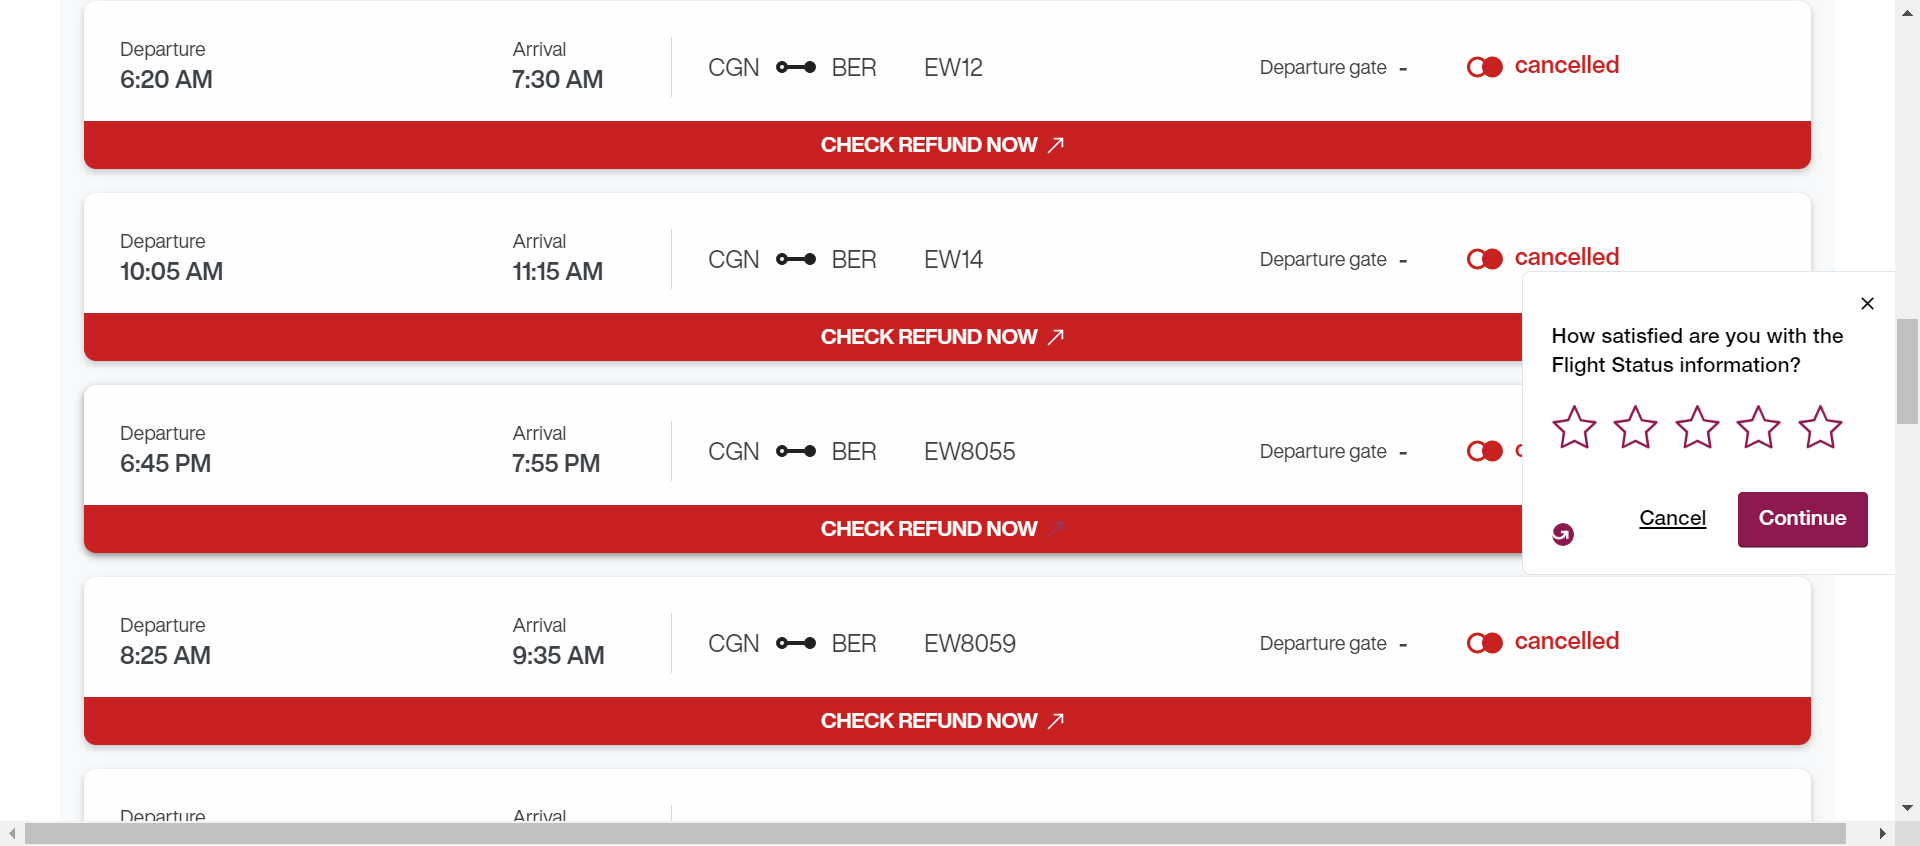 Departure Arrival
6:20 AM 7:30 AM CGN BER EW12 Departure gate - cancelled
CHECK REFUND NOW
Departure Arrival
10:05 AM 11:15 AM CGN BER EW14 Departure gate - cancelled
CHECK REFUND NOW
Departure Arrival
6:45 PM 7:55 PM CGN BER EW8055 Departure gate -
CHECK REFUND NOW
Departure Arrival
8:25 AM 9:35 AM CGN BER EW8059 Departure gate - cancelled
CHECK REFUND NOW
Departure Arrival
How satisfied are you with the
Flight Status information?
Cancel Continue